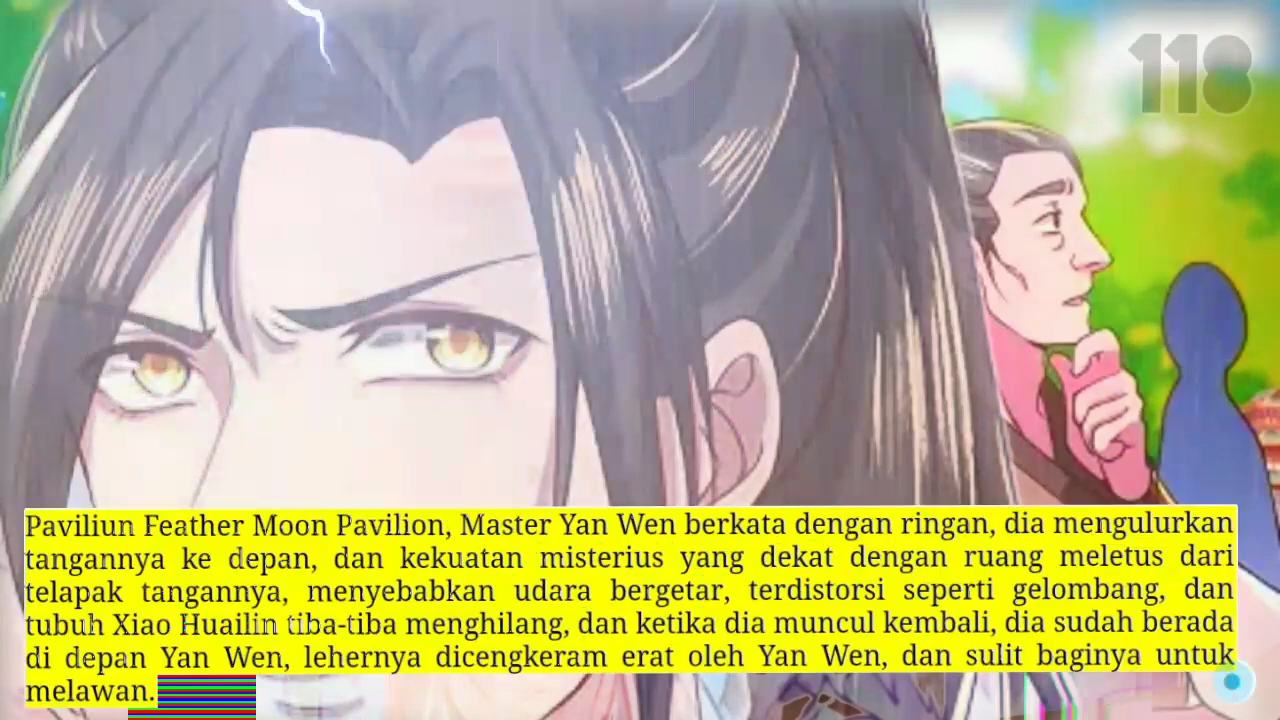 118
Paviliun Feather Moon Pavilion, Master Yan Wen berkata dengan ringan, dia mengulurkan
tangannya ke depan, dan kekuatan misterius yang dekat dengan ruang meletus dari
telapak tangannya, menyebabkan udara bergetar, terdistorsi seperti gelombang, dan
tubuh Xiao Huailin tiba-tiba menghilang, dan ketika dia muncul kembali, dia sudah berada
di depan Yan Wen, lehernya dicengkeram erat oleh Yan Wen, dan sulit baginya untuk
melawan.